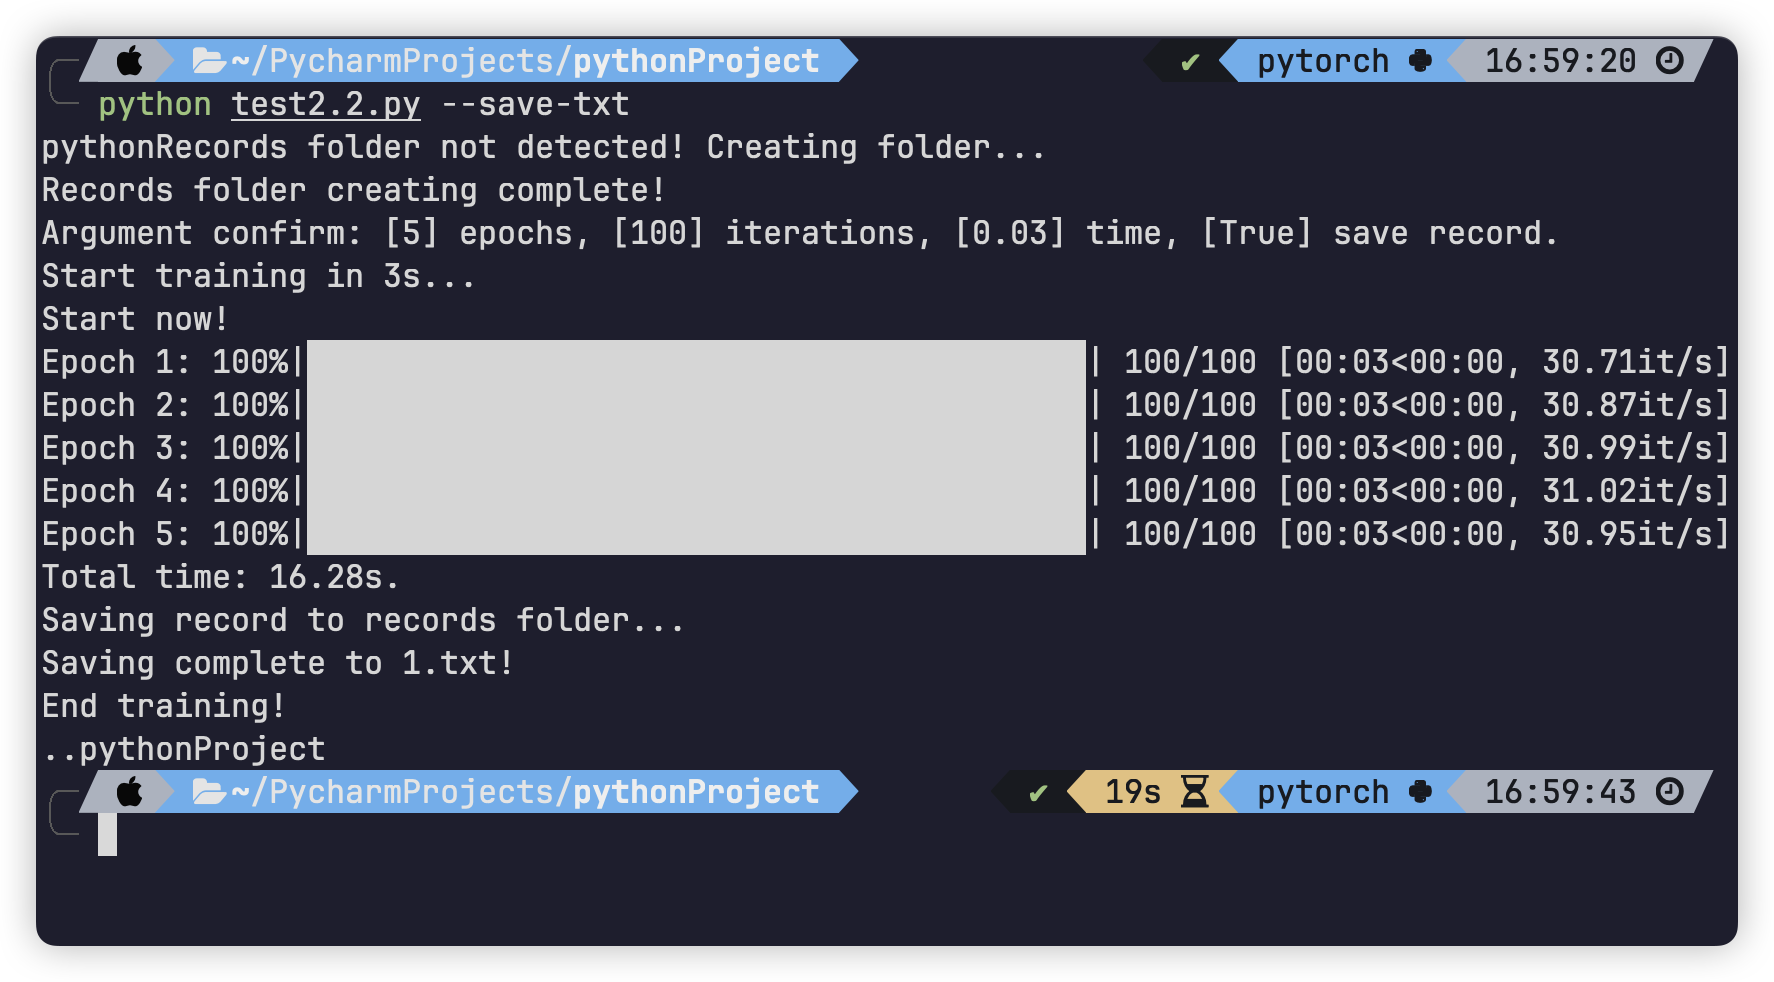 ~/PycharmProjects/pythonProject ✔ pytorch 16:59:20
python test2.2.py --save-txt
pythonRecords folder not detected! Creating folder...
Records folder creating complete!
Argument confirm: [5] epochs, [100] iterations, [0.03] time, [True] save record.
Start training in 3s...
Start now!
Epoch 1: 100%| | 100/100 [00:03<00:00, 30.71it/s]
Epoch 2: 100%| | 100/100 [00:03<00:00, 30.87it/s]
Epoch 3: 100%| | 100/100 [00:03<00:00, 30.99it/s]
Epoch 4: 100%| | 100/100 [00:03<00:00, 31.02it/s]
Epoch 5: 100%| | 100/100 [00:03<00:00, 30.95it/s]
Total time: 16.28s.
Saving record to records folder...
Saving complete to 1.txt!
End training!
..pythonProject
~/PycharmProjects/pythonProject ✔ 19s pytorch 16:59:43